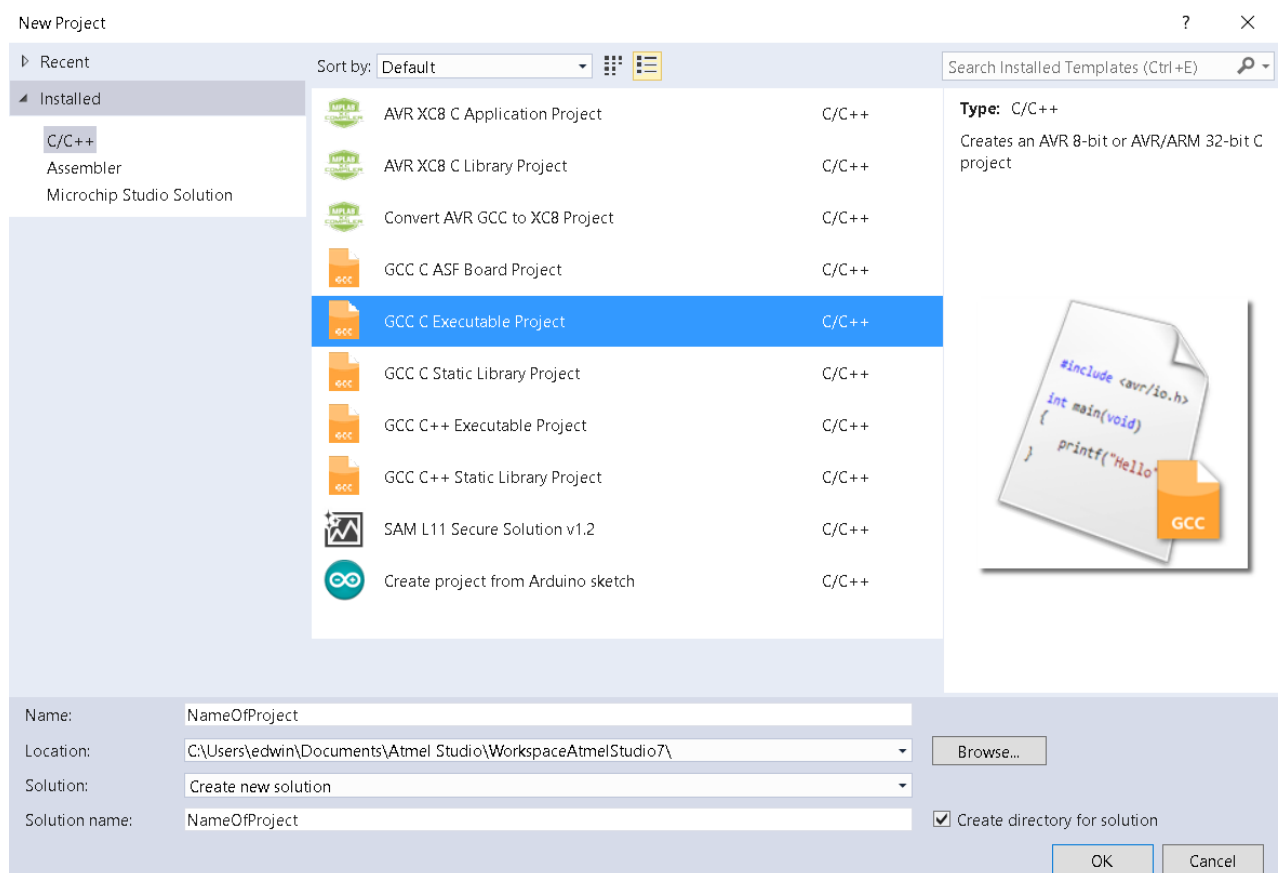 New Project
?
Recent
Sort by: Default
Search Installed Templates (Ctrl+E)
Installed
C/C++
Assembler
Microchip Studio Solution
AVR XC8 C Application Project C/C++
AVR XC8 C Library Project C/C++
Convert AVR GCC to XC8 Project C/C++
GCC C ASF Board Project C/C++
GCC C Executable Project C/C++
GCC C Static Library Project C/C++
GCC C++ Executable Project C/C++
GCC C++ Static Library Project C/C++
SAM L11 Secure Solution v1.2 C/C++
Create project from Arduino sketch C/C++
Type: C/C++
Creates an AVR 8-bit or AVR/ARM 32-bit C
project
#include <avr/io.h>
int main(void)
{
printf("Hello"
}
GCC
Name: NameOfProject
Location: C:\Users\edwin\Documents\Atmel Studio\WorkspaceAtmelStudio7\ Browse...
Solution: Create new solution
Solution name: NameOfProject Create directory for solution
OK Cancel